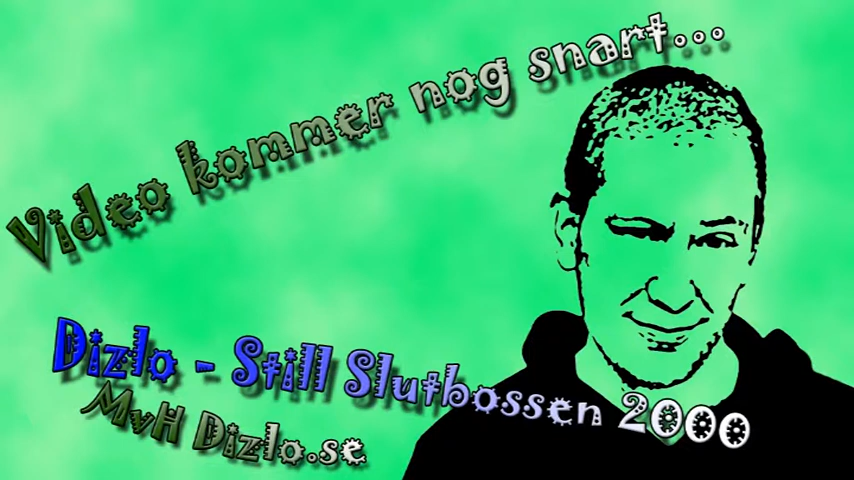 Video kommer nog snart...
Dizlo - Still Slutbossen 2000
MvH Dizlo.se